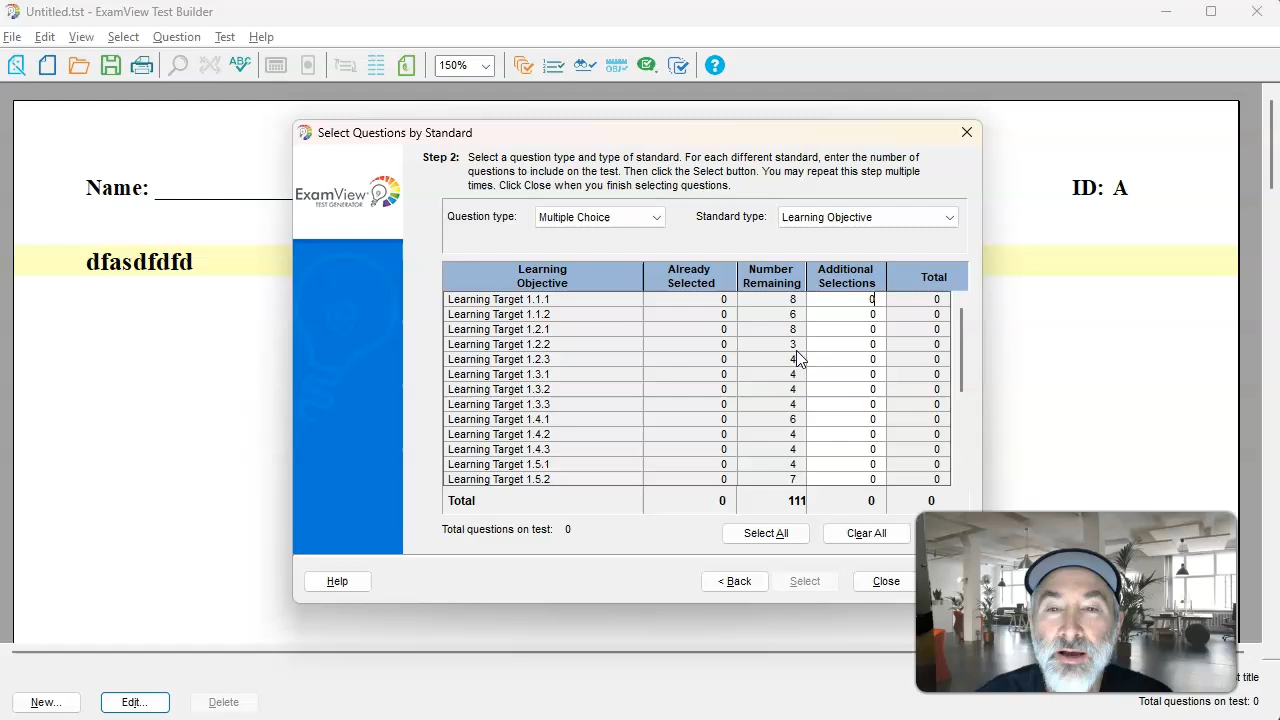 Untitled.tst - ExamView Test Builder
File Edit View Select Question Test Help
ABC 150% OBJ ?
Select Questions by Standard
Step 2: Select a question type and type of standard. For each different standard, enter the number of
questions to include on the test. Then click the Select button. You may repeat this step multiple
times. Click Close when you finish selecting questions.
ExamView
TEST GENERATOR
Name: ID: A
Question type: Multiple Choice Standard type: Learning Objective
dfasdfdfd
Learning Objective Already Selected Number Remaining Additional Selections Total
Learning Target 1.1.1 0 8 0 0
Learning Target 1.1.2 0 6 0 0
Learning Target 1.2.1 0 8 0 0
Learning Target 1.2.2 0 3 0 0
Learning Target 1.2.3 0 4 0 0
Learning Target 1.3.1 0 4 0 0
Learning Target 1.3.2 0 4 0 0
Learning Target 1.3.3 0 4 0 0
Learning Target 1.4.1 0 6 0 0
Learning Target 1.4.2 0 4 0 0
Learning Target 1.4.3 0 4 0 0
Learning Target 1.5.1 0 4 0 0
Learning Target 1.5.2 0 7 0 0
Total 0 111 0 0
Total questions on test: 0 Select All Clear All
Help < Back Select Close
New... Edit... Delete
title
Total questions on test: 0